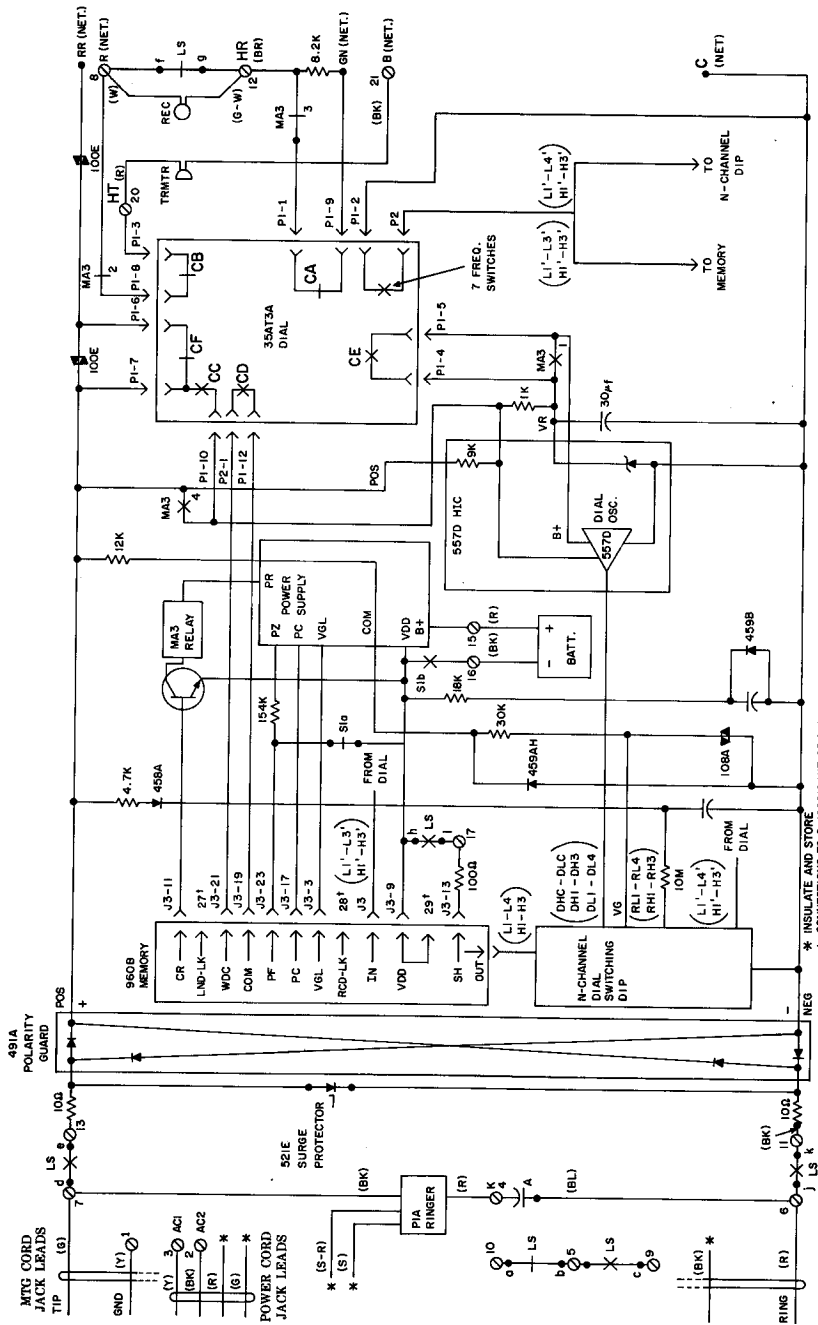 MTG CORD
JACK LEADS
TIP
(G)
GND
(Y)
1
7
d
LS
e
13
10Ω
(Y)
3
AC1
(BK)
2
AC2
(R)
*
(G)
*
POWER CORD
JACK LEADS
521E
SURGE
PROTECTOR
491A
POLARITY
GUARD
POS
+
-
NEG
(BK)
(S-R)
*
(S)
*
P1A
RINGER
(R)
K
4
A
(BL)
10
a
LS
b
5
LS
c
9
(BK)
*
RING
(R)
6
j
LS
k
11
(BK)
10Ω
960B
MEMORY
CR
LND-LK
WDC
COM
PF
PC
VGL
RCD-LK
IN
VDD
SH
OUT
J3-11
27†
J3-21
J3-19
J3-23
J3-17
J3-3
28†
J3
J3-9
29†
J3-13
(L1'-L3'
H1'-H3')
100Ω
17
h
LS
(L1-L4
H1-H3)
N-CHANNEL
DIAL
SWITCHING
DIP
(DHC-DLC
DH1-DH3
DL1-DL4)
VG
(RL1-RL4
RH1-RH3)
10M
(L1'-L4'
H1'-H3')
FROM
DIAL
4.7K
458A
MA3
RELAY
12K
154K
S1a
FROM
DIAL
PR
POWER
SUPPLY
PZ
PC
VGL
COM
VDD
B+
S1b
16
(BK)
15
(R)
-
+
BATT.
18K
30K
459AH
108A
459B
MA3
4
P1-10
P2-1
P1-12
POS
9K
557D HIC
B+
557D
DIAL
OSC.
VR
1K
MA3
1
30µf
100E
P1-7
P1-6
P1-8
P1-3
MA3
2
CF
CC
CD
CB
CA
CE
35AT3A
DIAL
P1-4
P1-5
P1-1
P1-9
P1-2
P2
7 FREQ.
SWITCHES
100E
HT
(R)
20
TRMTR
REC
(W)
(G-W)
RR (NET.)
8
R (NET.)
f
LS
g
HR
12
(BR)
MA3
3
8.2K
GN (NET.)
B (NET.)
21
(BK)
(L1'-L3'
H1'-H3')
(L1'-L4'
H1'-H3')
TO
MEMORY
TO
N-CHANNEL
DIP
C
(NET)
* INSULATE AND STORE